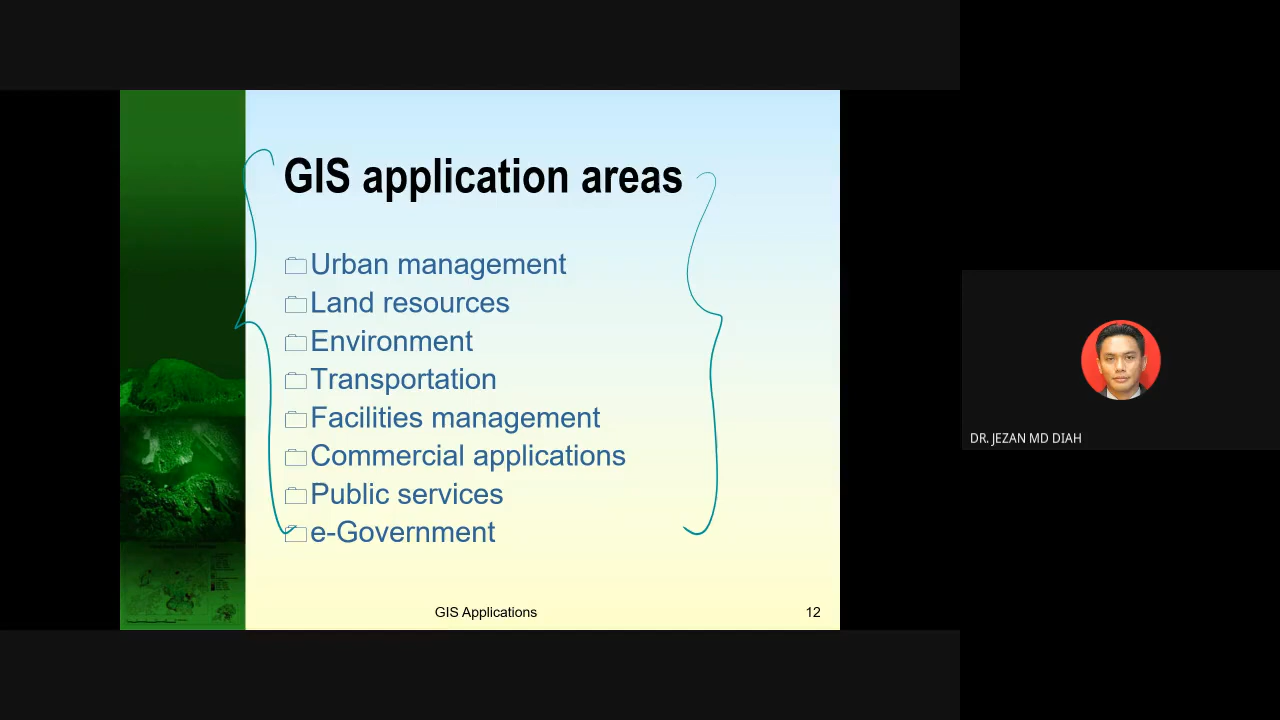 GIS application areas
Urban management
Land resources
Environment
Transportation
Facilities management
Commercial applications
Public services
e-Government
GIS Applications
12
DR. JEZAN MD DIAH